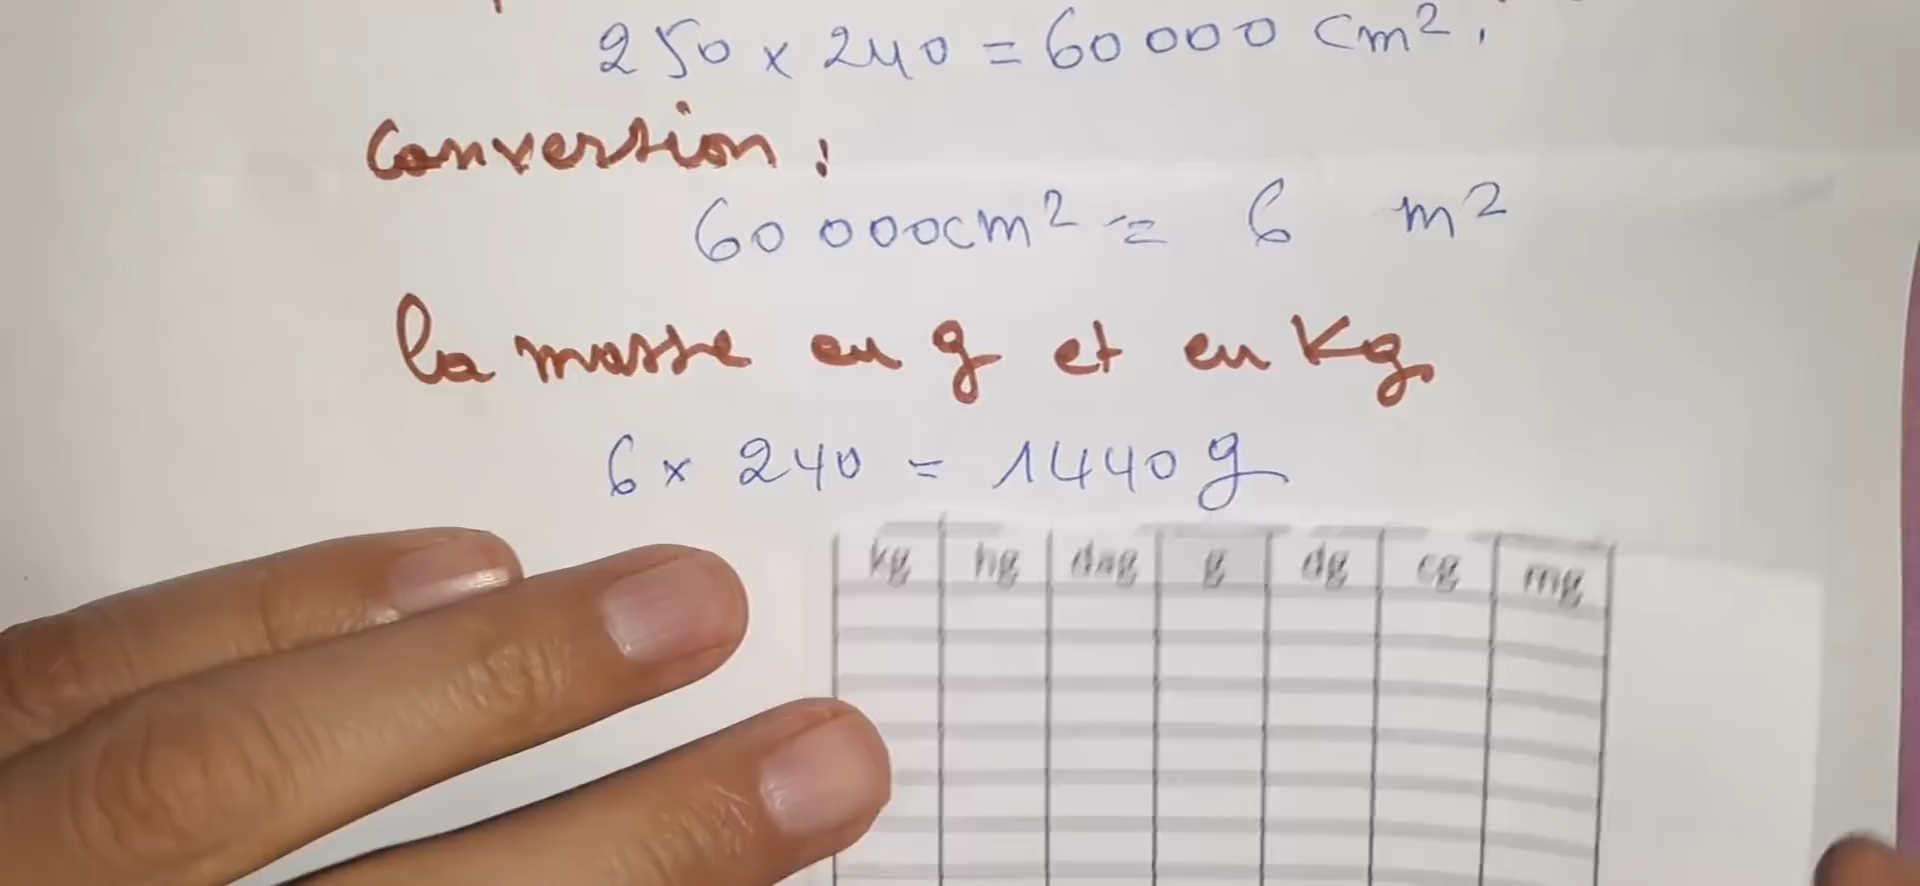 250 x 240 = 60 000 cm².
Conversion :
60 000cm² = 6 m²
la masse en g et en Kg
6 x 240 = 1440 g
kg hg dag g dg cg mg